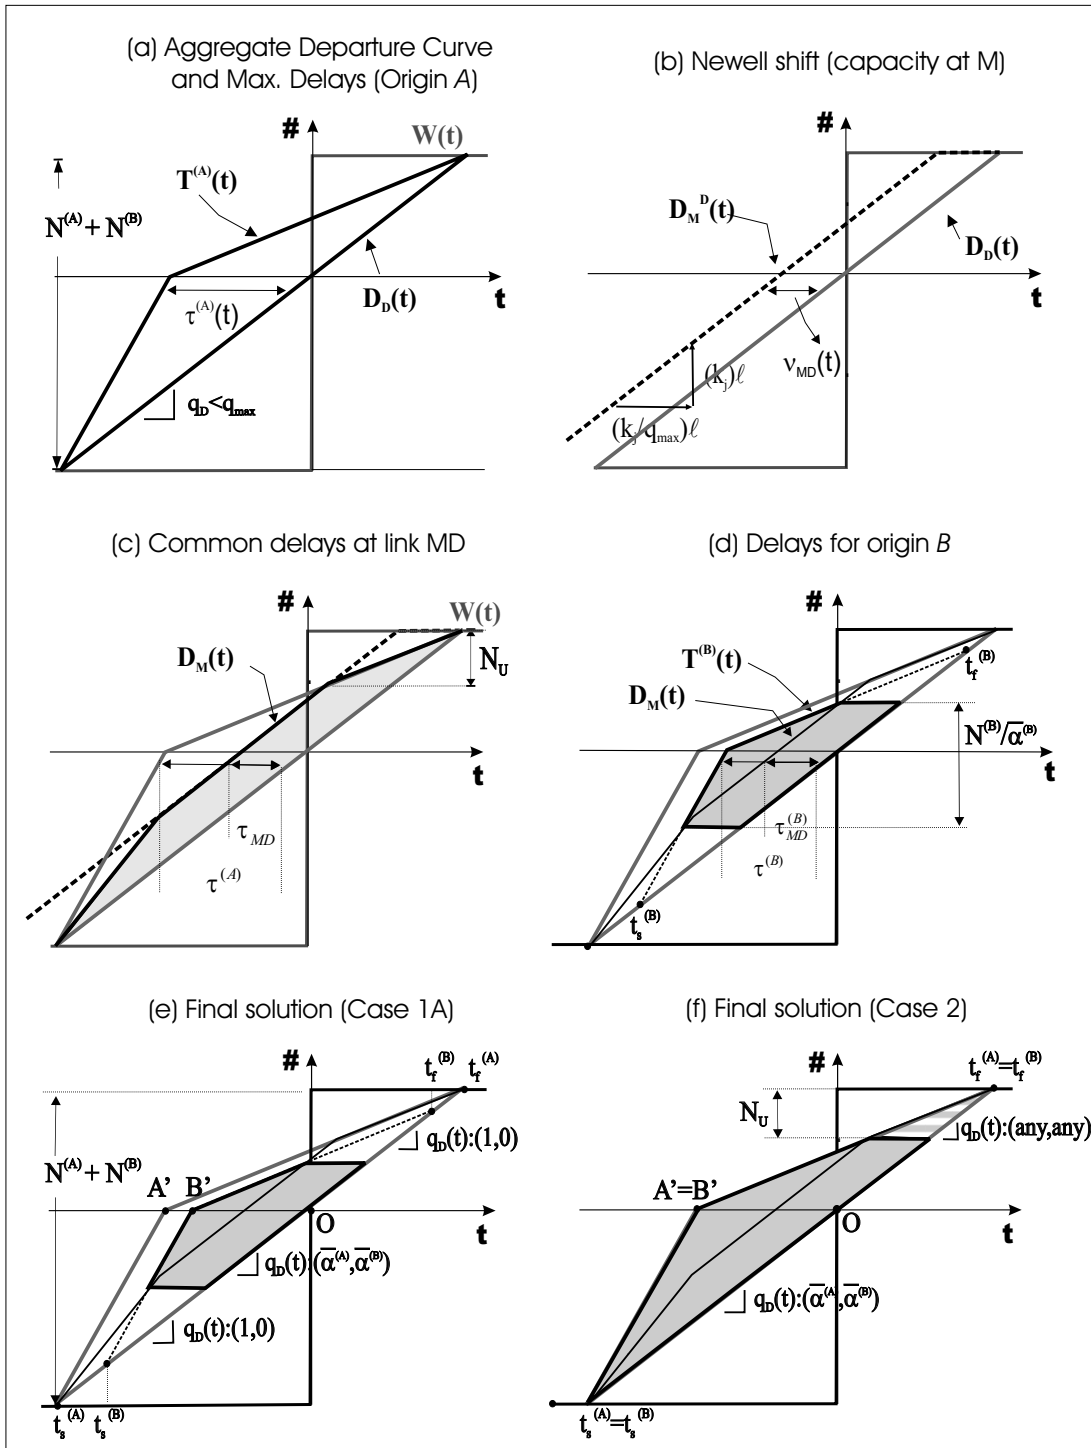 (a) Aggregate Departure Curve
and Max. Delays (Origin A)
#
W(t)
T^(A)(t)
N^(A) + N^(B)
D_D(t)
t
τ^(A)(t)
q_D<q_max
(b) Newell shift (capacity at M)
#
D_M^D(t)
D_D(t)
t
ν_MD(t)
(k_j)ℓ
(k_j/q_max)ℓ
(c) Common delays at link MD
#
W(t)
D_M(t)
N_U
t
τ_MD
τ^(A)
(d) Delays for origin B
#
T^(B)(t)
t_f^(B)
D_M(t)
N^(B)/α̅^(B)
t
τ_MD^(B)
τ^(B)
t_s^(B)
(e) Final solution (Case 1A)
#
t_f^(B) t_f^(A)
q_D(t):(1,0)
N^(A) + N^(B)
A' B'
O
t
q_D(t):(α̅^(A),α̅^(B))
q_D(t):(1,0)
t_s^(A) t_s^(B)
(f) Final solution (Case 2)
#
t_f^(A)=t_f^(B)
N_U
q_D(t):(any,any)
A'=B'
O
t
q_D(t):(α̅^(A),α̅^(B))
t_s^(A)=t_s^(B)